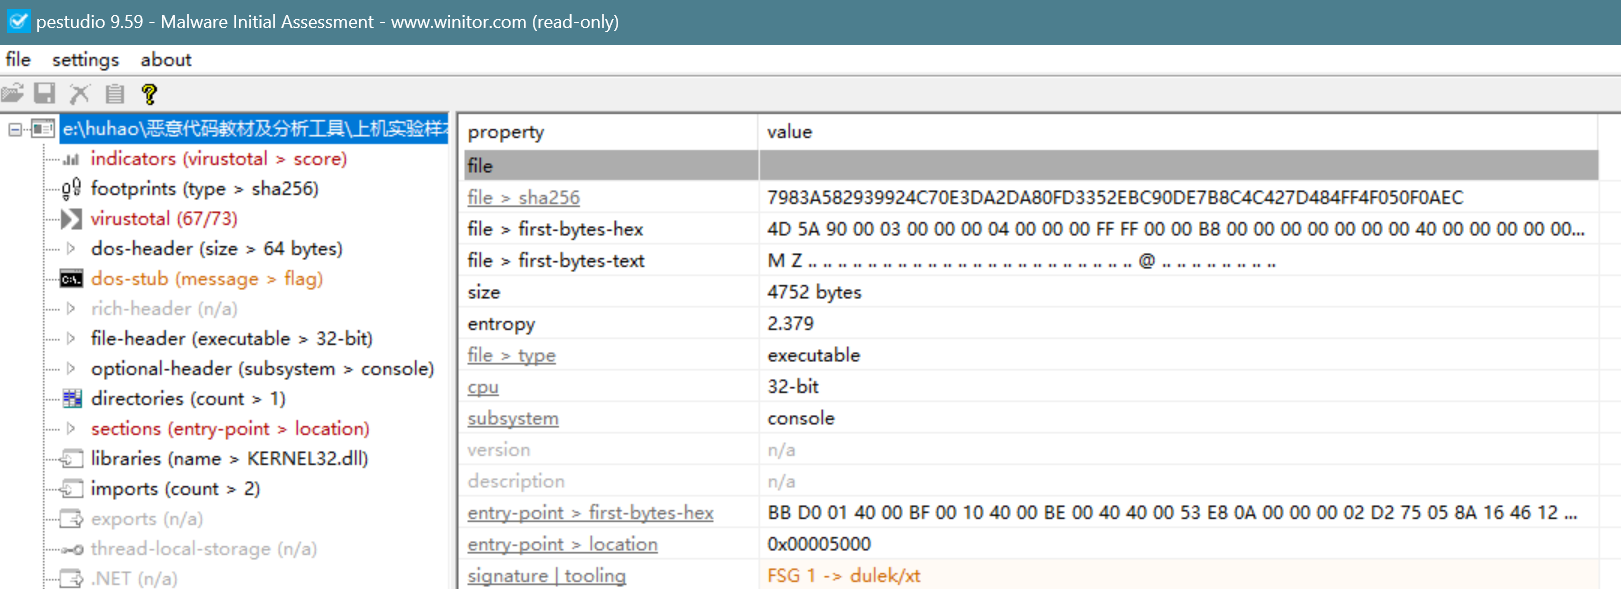 pestudio 9.59 - Malware Initial Assessment - www.winitor.com (read-only)
file settings about
e:\huhao\恶意代码教材及分析工具\上机实验样本
indicators (virustotal > score)
footprints (type > sha256)
virustotal (67/73)
dos-header (size > 64 bytes)
dos-stub (message > flag)
rich-header (n/a)
file-header (executable > 32-bit)
optional-header (subsystem > console)
directories (count > 1)
sections (entry-point > location)
libraries (name > KERNEL32.dll)
imports (count > 2)
exports (n/a)
thread-local-storage (n/a)
.NET (n/a)
property value
file
file > sha256 7983A582939924C70E3DA2DA80FD3352EBC90DE7B8C4C427D484FF4F050F0AEC
file > first-bytes-hex 4D 5A 90 00 03 00 00 00 04 00 00 00 FF FF 00 00 B8 00 00 00 00 00 00 00 40 00 00 00 00 00...
file > first-bytes-text M Z .. .. .. .. .. .. .. .. .. .. .. .. .. .. .. .. .. .. .. .. .. .. @ .. .. .. .. .. .. .. ..
size 4752 bytes
entropy 2.379
file > type executable
cpu 32-bit
subsystem console
version n/a
description n/a
entry-point > first-bytes-hex BB D0 01 40 00 BF 00 10 40 00 BE 00 40 40 00 53 E8 0A 00 00 00 02 D2 75 05 8A 16 46 12 ...
entry-point > location 0x00005000
signature | tooling FSG 1 -> dulek/xt